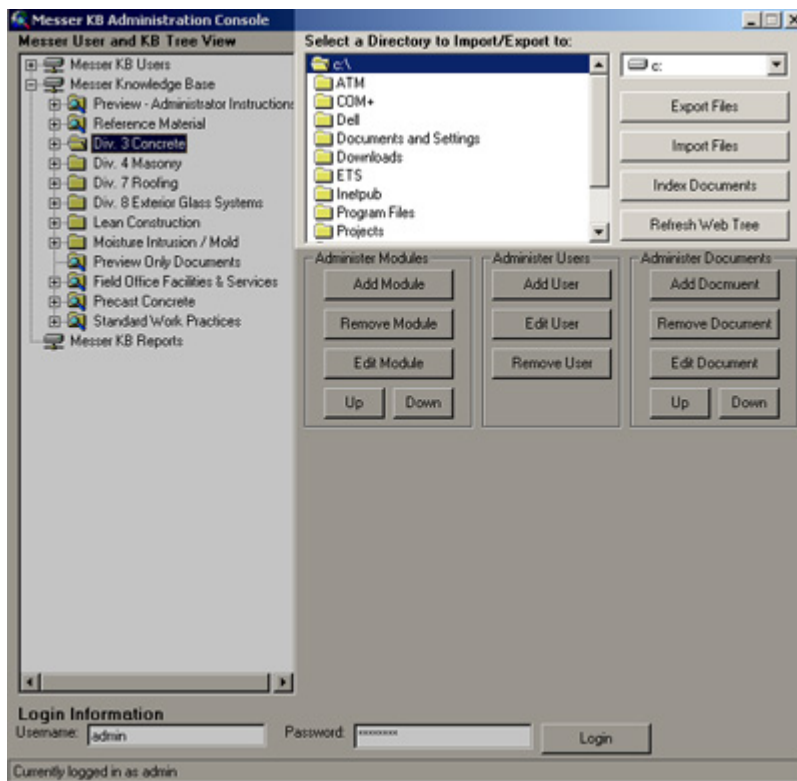 Messer KB Administration Console
Messer User and KB Tree View
Messer KB Users
Messer Knowledge Base
Preview - Administrator Instructions
Reference Material
Div. 3 Concrete
Div. 4 Masonry
Div. 7 Roofing
Div. 8 Exterior Glass Systems
Lean Construction
Moisture Intrusion / Mold
Preview Only Documents
Field Office Facilities & Services
Precast Concrete
Standard Work Practices
Messer KB Reports
Select a Directory to Import/Export to:
c:\
ATM
COM+
Dell
Documents and Settings
Downloads
ETS
Inetpub
Program Files
Projects
c:
Export Files
Import Files
Index Documents
Refresh Web Tree
Administer Modules
Add Module
Remove Module
Edit Module
Up Down
Administer Users
Add User
Edit User
Remove User
Administer Documents
Add Docmuent
Remove Document
Edit Document
Up Down
Login Information
Username: admin Password: ******** Login
Currently logged in as admin